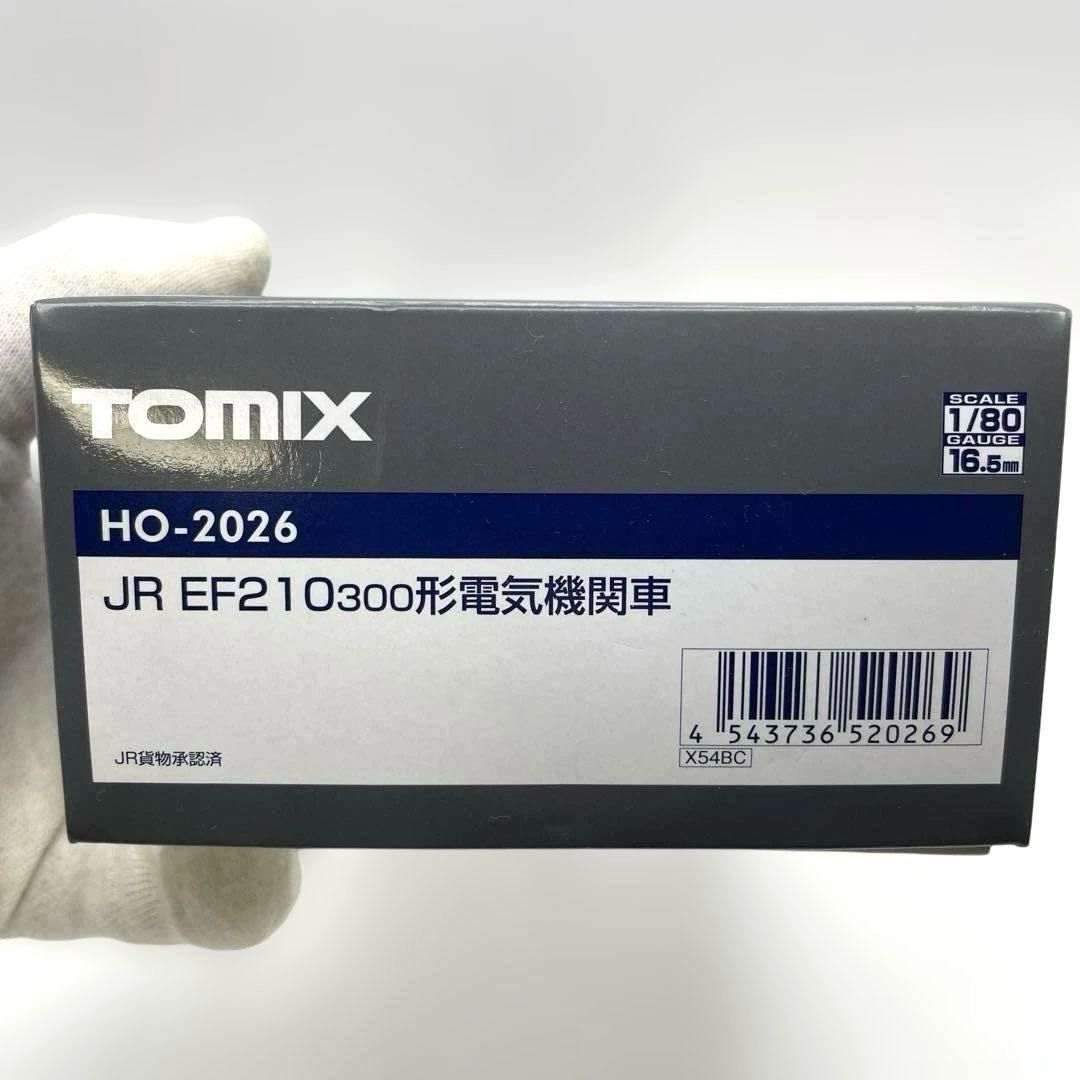 TOMIX
SCALE
1/80
GAUGE
16.5mm
HO-2026
JR EF210300形電気機関車
4 543736 520269
X54BC
JR貨物承認済